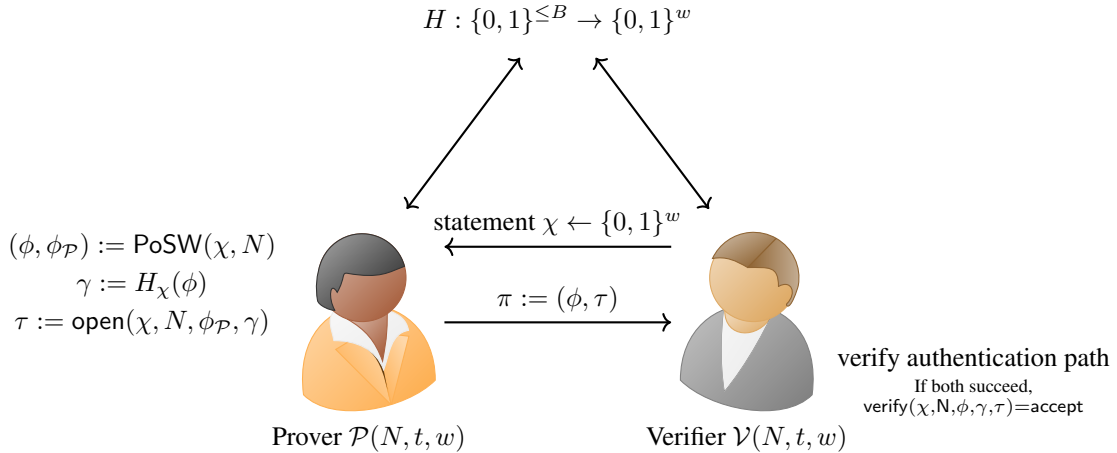 H : {0, 1}^{≤B} → {0, 1}^w
statement χ ← {0, 1}^w
(ϕ, ϕ_𝒫) := PoSW(χ, N)
γ := H_χ(ϕ)
τ := open(χ, N, ϕ_𝒫, γ)
π := (ϕ, τ)
verify authentication path
If both succeed,
verify(χ,N,ϕ,γ,τ)=accept
Prover 𝒫(N, t, w)
Verifier 𝒱(N, t, w)